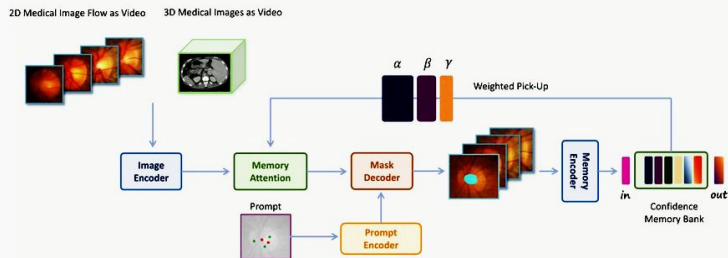 2D Medical Image Flow as Video
3D Medical Images as Video
α β γ
Weighted Pick-Up
Image
Encoder
Memory
Attention
Mask
Decoder
Memory
Encoder
in
out
Confidence
Memory Bank
Prompt
Prompt
Encoder